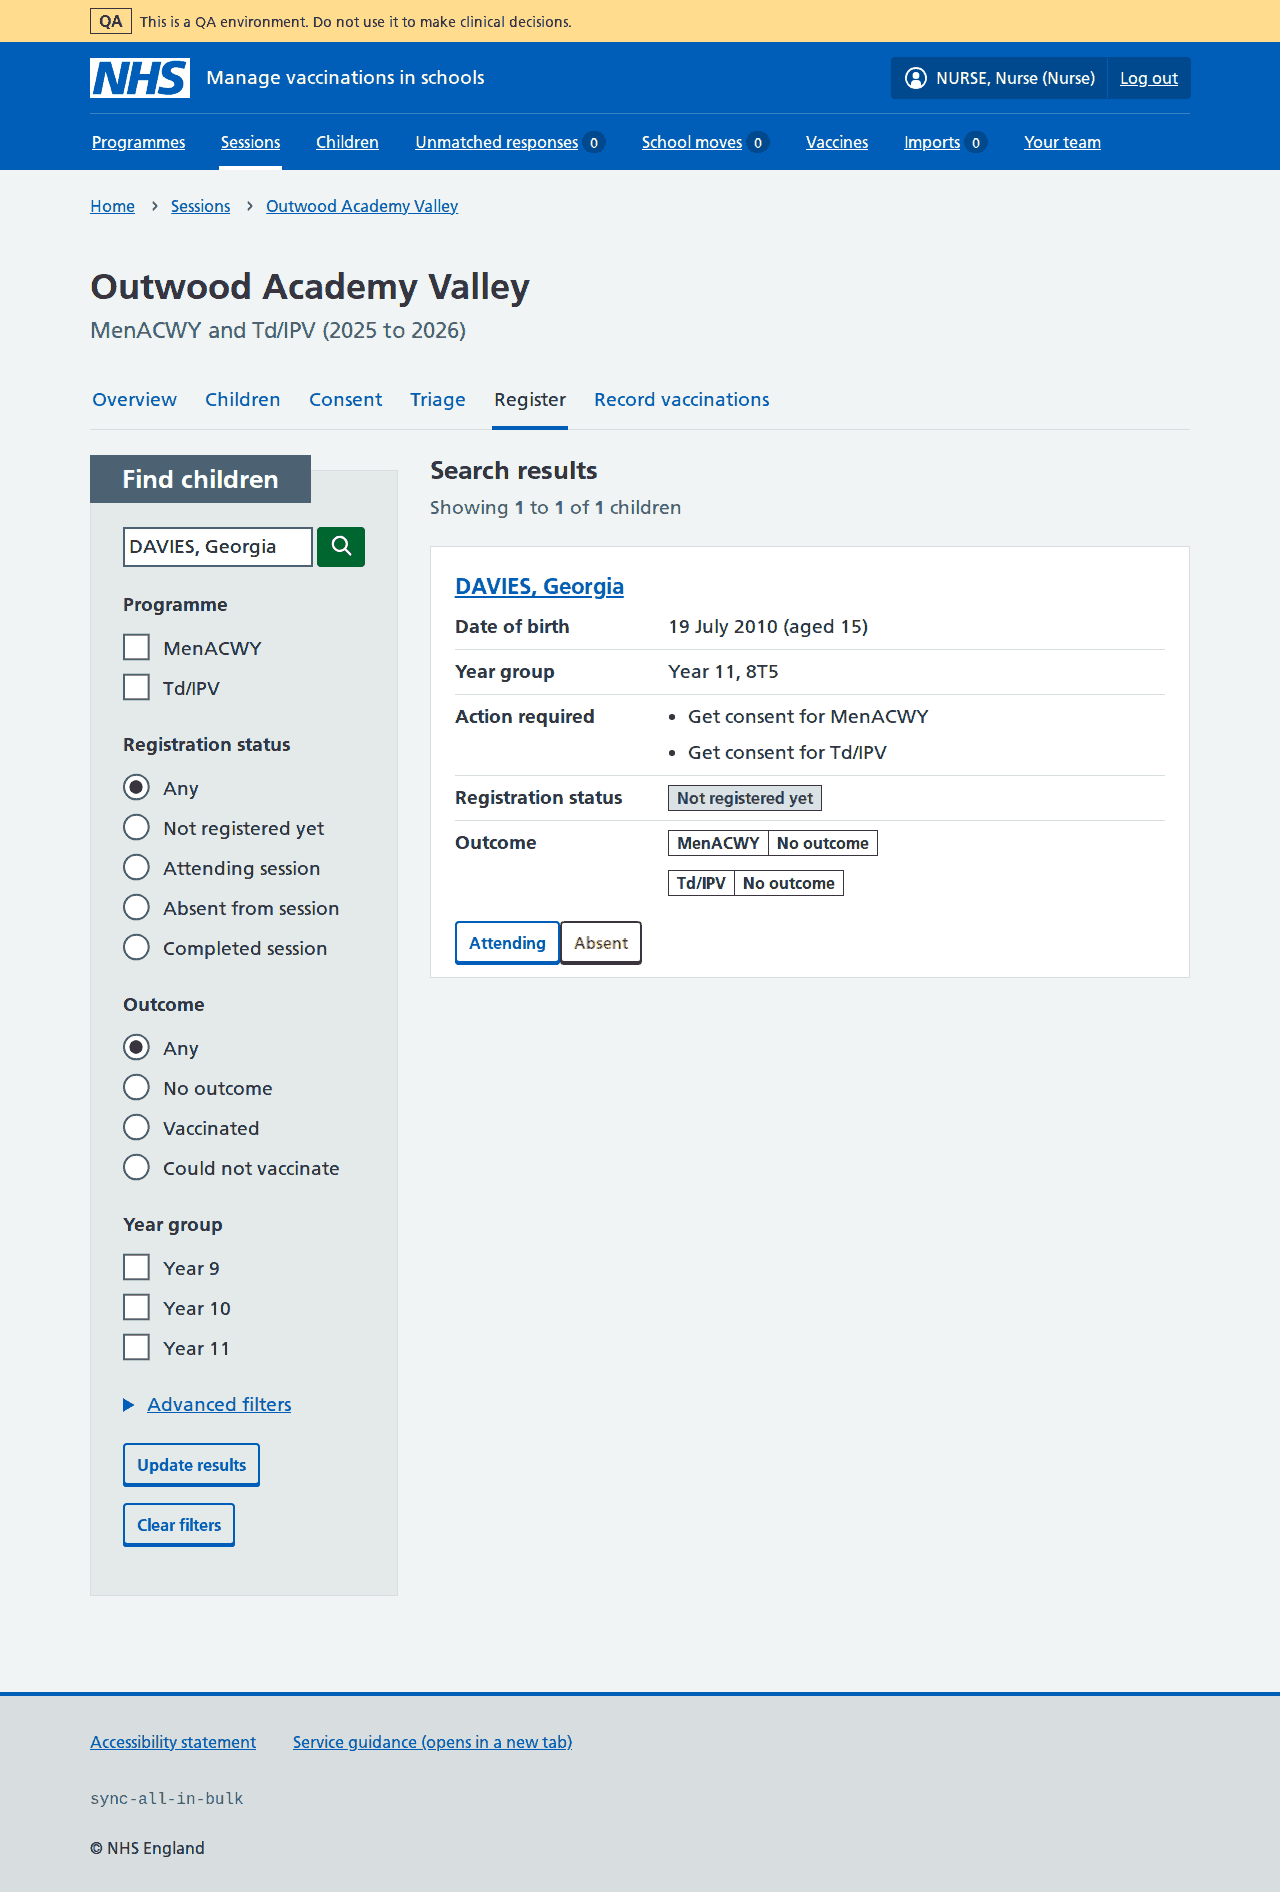 QA This is a QA environment. Do not use it to make clinical decisions.
NHS Manage vaccinations in schools NURSE, Nurse (Nurse) Log out
Programmes Sessions Children Unmatched responses 0 School moves 0 Vaccines Imports 0 Your team
Home Sessions Outwood Academy Valley
Outwood Academy Valley
MenACWY and Td/IPV (2025 to 2026)
Overview Children Consent Triage Register Record vaccinations
Find children
DAVIES, Georgia
Programme
MenACWY
Td/IPV
Registration status
Any
Not registered yet
Attending session
Absent from session
Completed session
Outcome
Any
No outcome
Vaccinated
Could not vaccinate
Year group
Year 9
Year 10
Year 11
Advanced filters
Update results
Clear filters
Search results
Showing 1 to 1 of 1 children
DAVIES, Georgia
Date of birth 19 July 2010 (aged 15)
Year group Year 11, 8T5
Action required • Get consent for MenACWY
• Get consent for Td/IPV
Registration status Not registered yet
Outcome MenACWY No outcome
Td/IPV No outcome
Attending Absent
Accessibility statement Service guidance (opens in a new tab)
sync-all-in-bulk
© NHS England